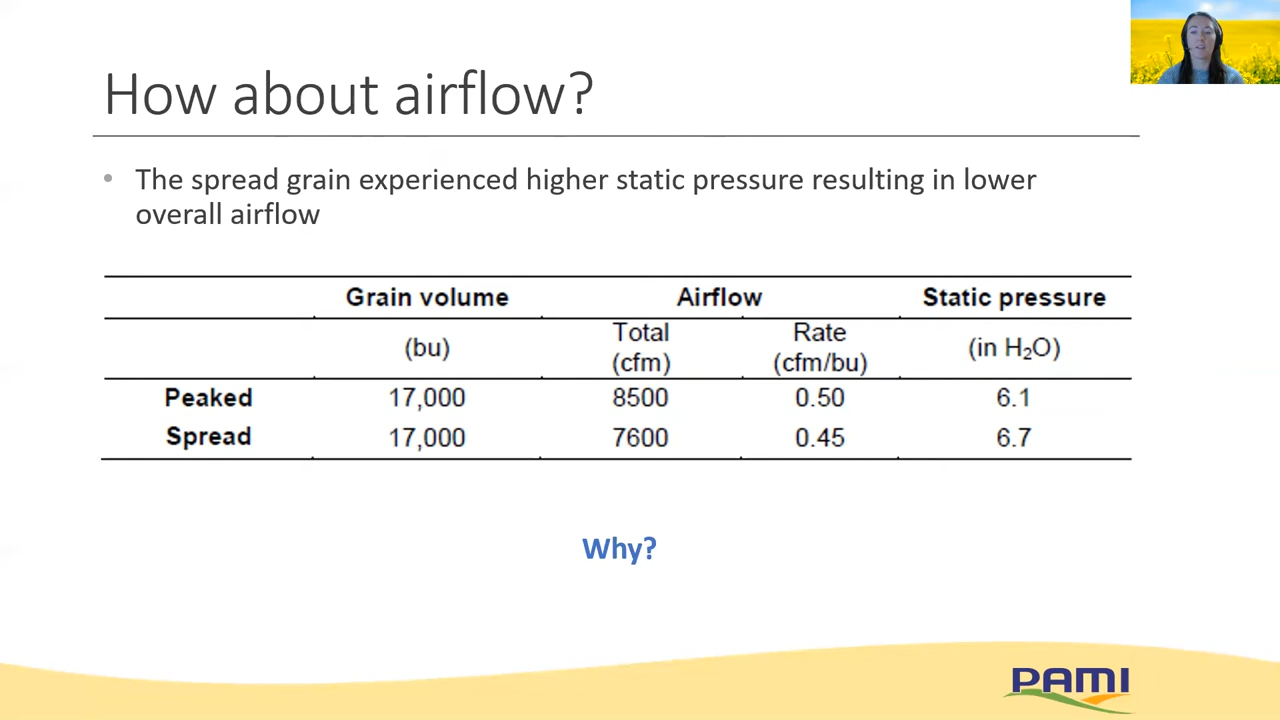 How about airflow?
• The spread grain experienced higher static pressure resulting in lower
overall airflow
Grain volume Airflow Static pressure
(bu) Total (cfm) Rate (cfm/bu) (in H₂O)
Peaked 17,000 8500 0.50 6.1
Spread 17,000 7600 0.45 6.7
Why?
PAMI